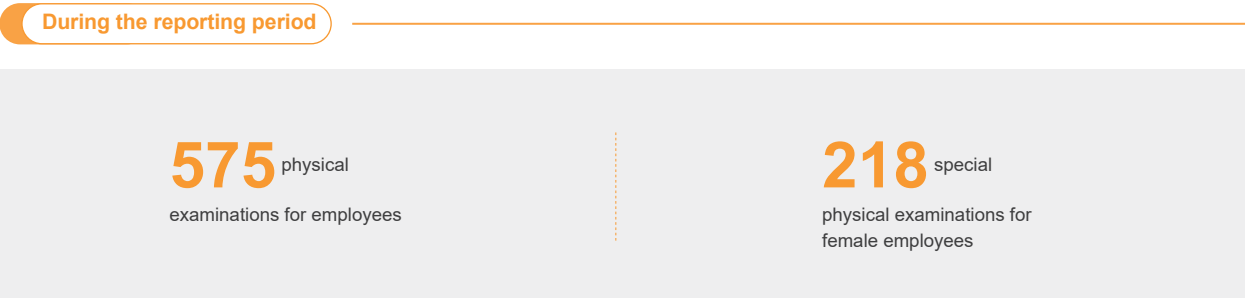 During the reporting period
575 physical
examinations for employees
218 special
physical examinations for
female employees